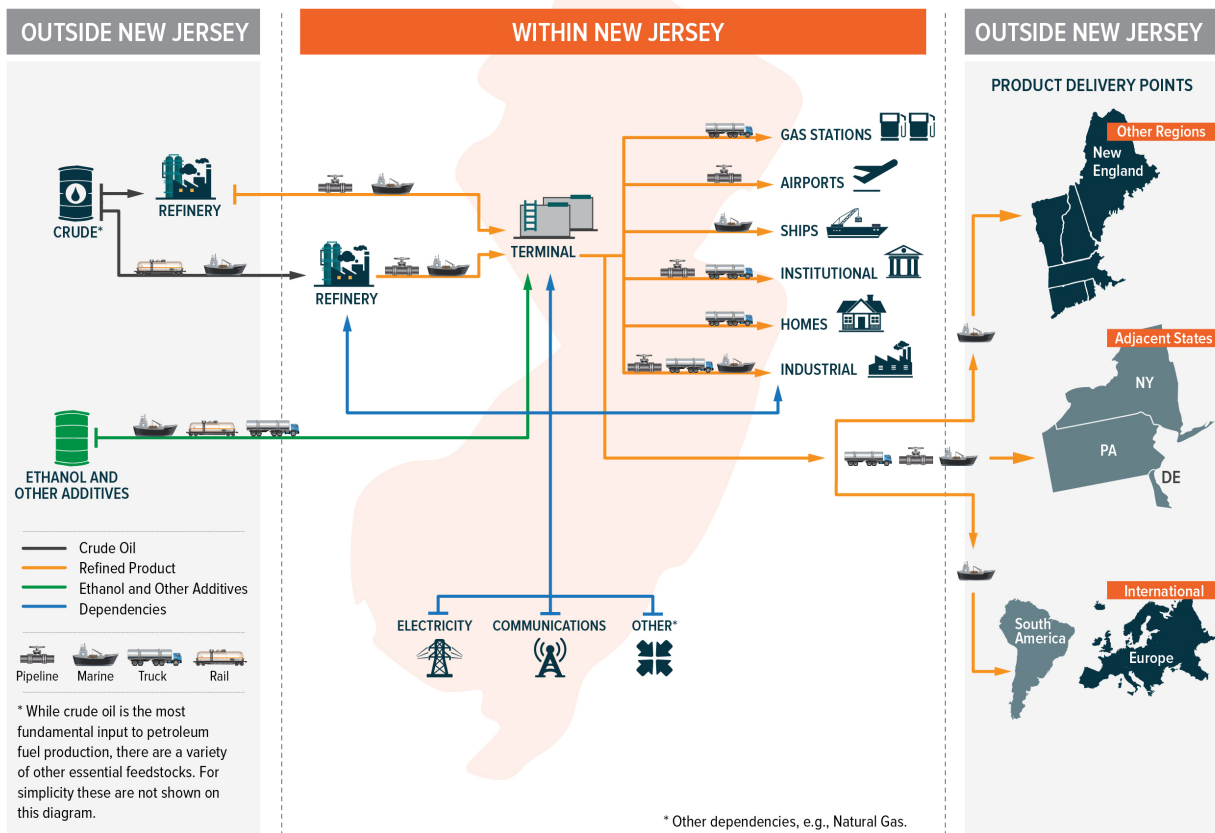 OUTSIDE NEW JERSEY
WITHIN NEW JERSEY
OUTSIDE NEW JERSEY
PRODUCT DELIVERY POINTS
CRUDE*
REFINERY
REFINERY
TERMINAL
GAS STATIONS
AIRPORTS
SHIPS
INSTITUTIONAL
HOMES
INDUSTRIAL
Other Regions
New
England
Adjacent States
NY
PA
DE
International
South
America
Europe
ETHANOL AND
OTHER ADDITIVES
Crude Oil
Refined Product
Ethanol and Other Additives
Dependencies
Pipeline
Marine
Truck
Rail
* While crude oil is the most
fundamental input to petroleum
fuel production, there are a variety
of other essential feedstocks. For
simplicity these are not shown on
this diagram.
ELECTRICITY
COMMUNICATIONS
OTHER*
* Other dependencies, e.g., Natural Gas.